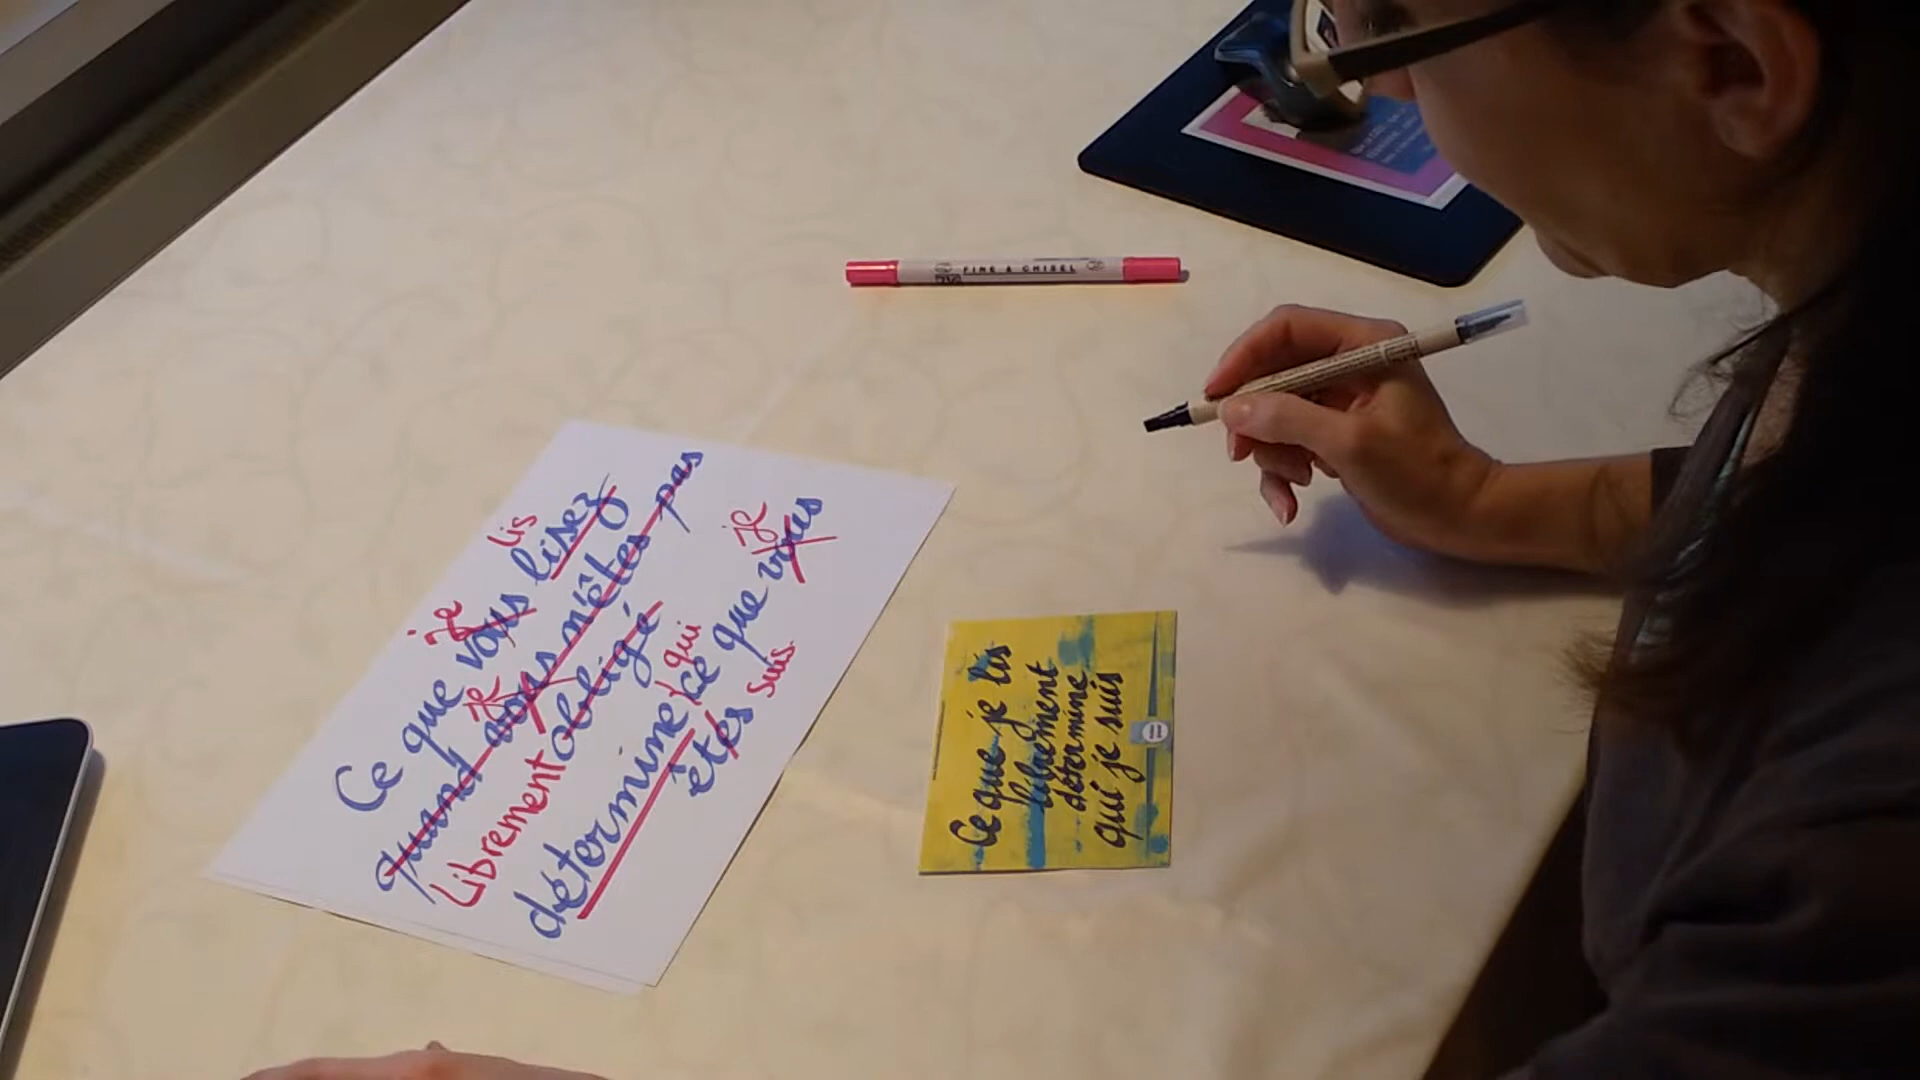 FINE & CHISEL
lis
je
Ce que vous lisez
je
quand vous n'êtes pas
Librement obligé
qui je
détermine ce que vous
êtes suis
Ce que je lis
librement
détermine
qui je suis